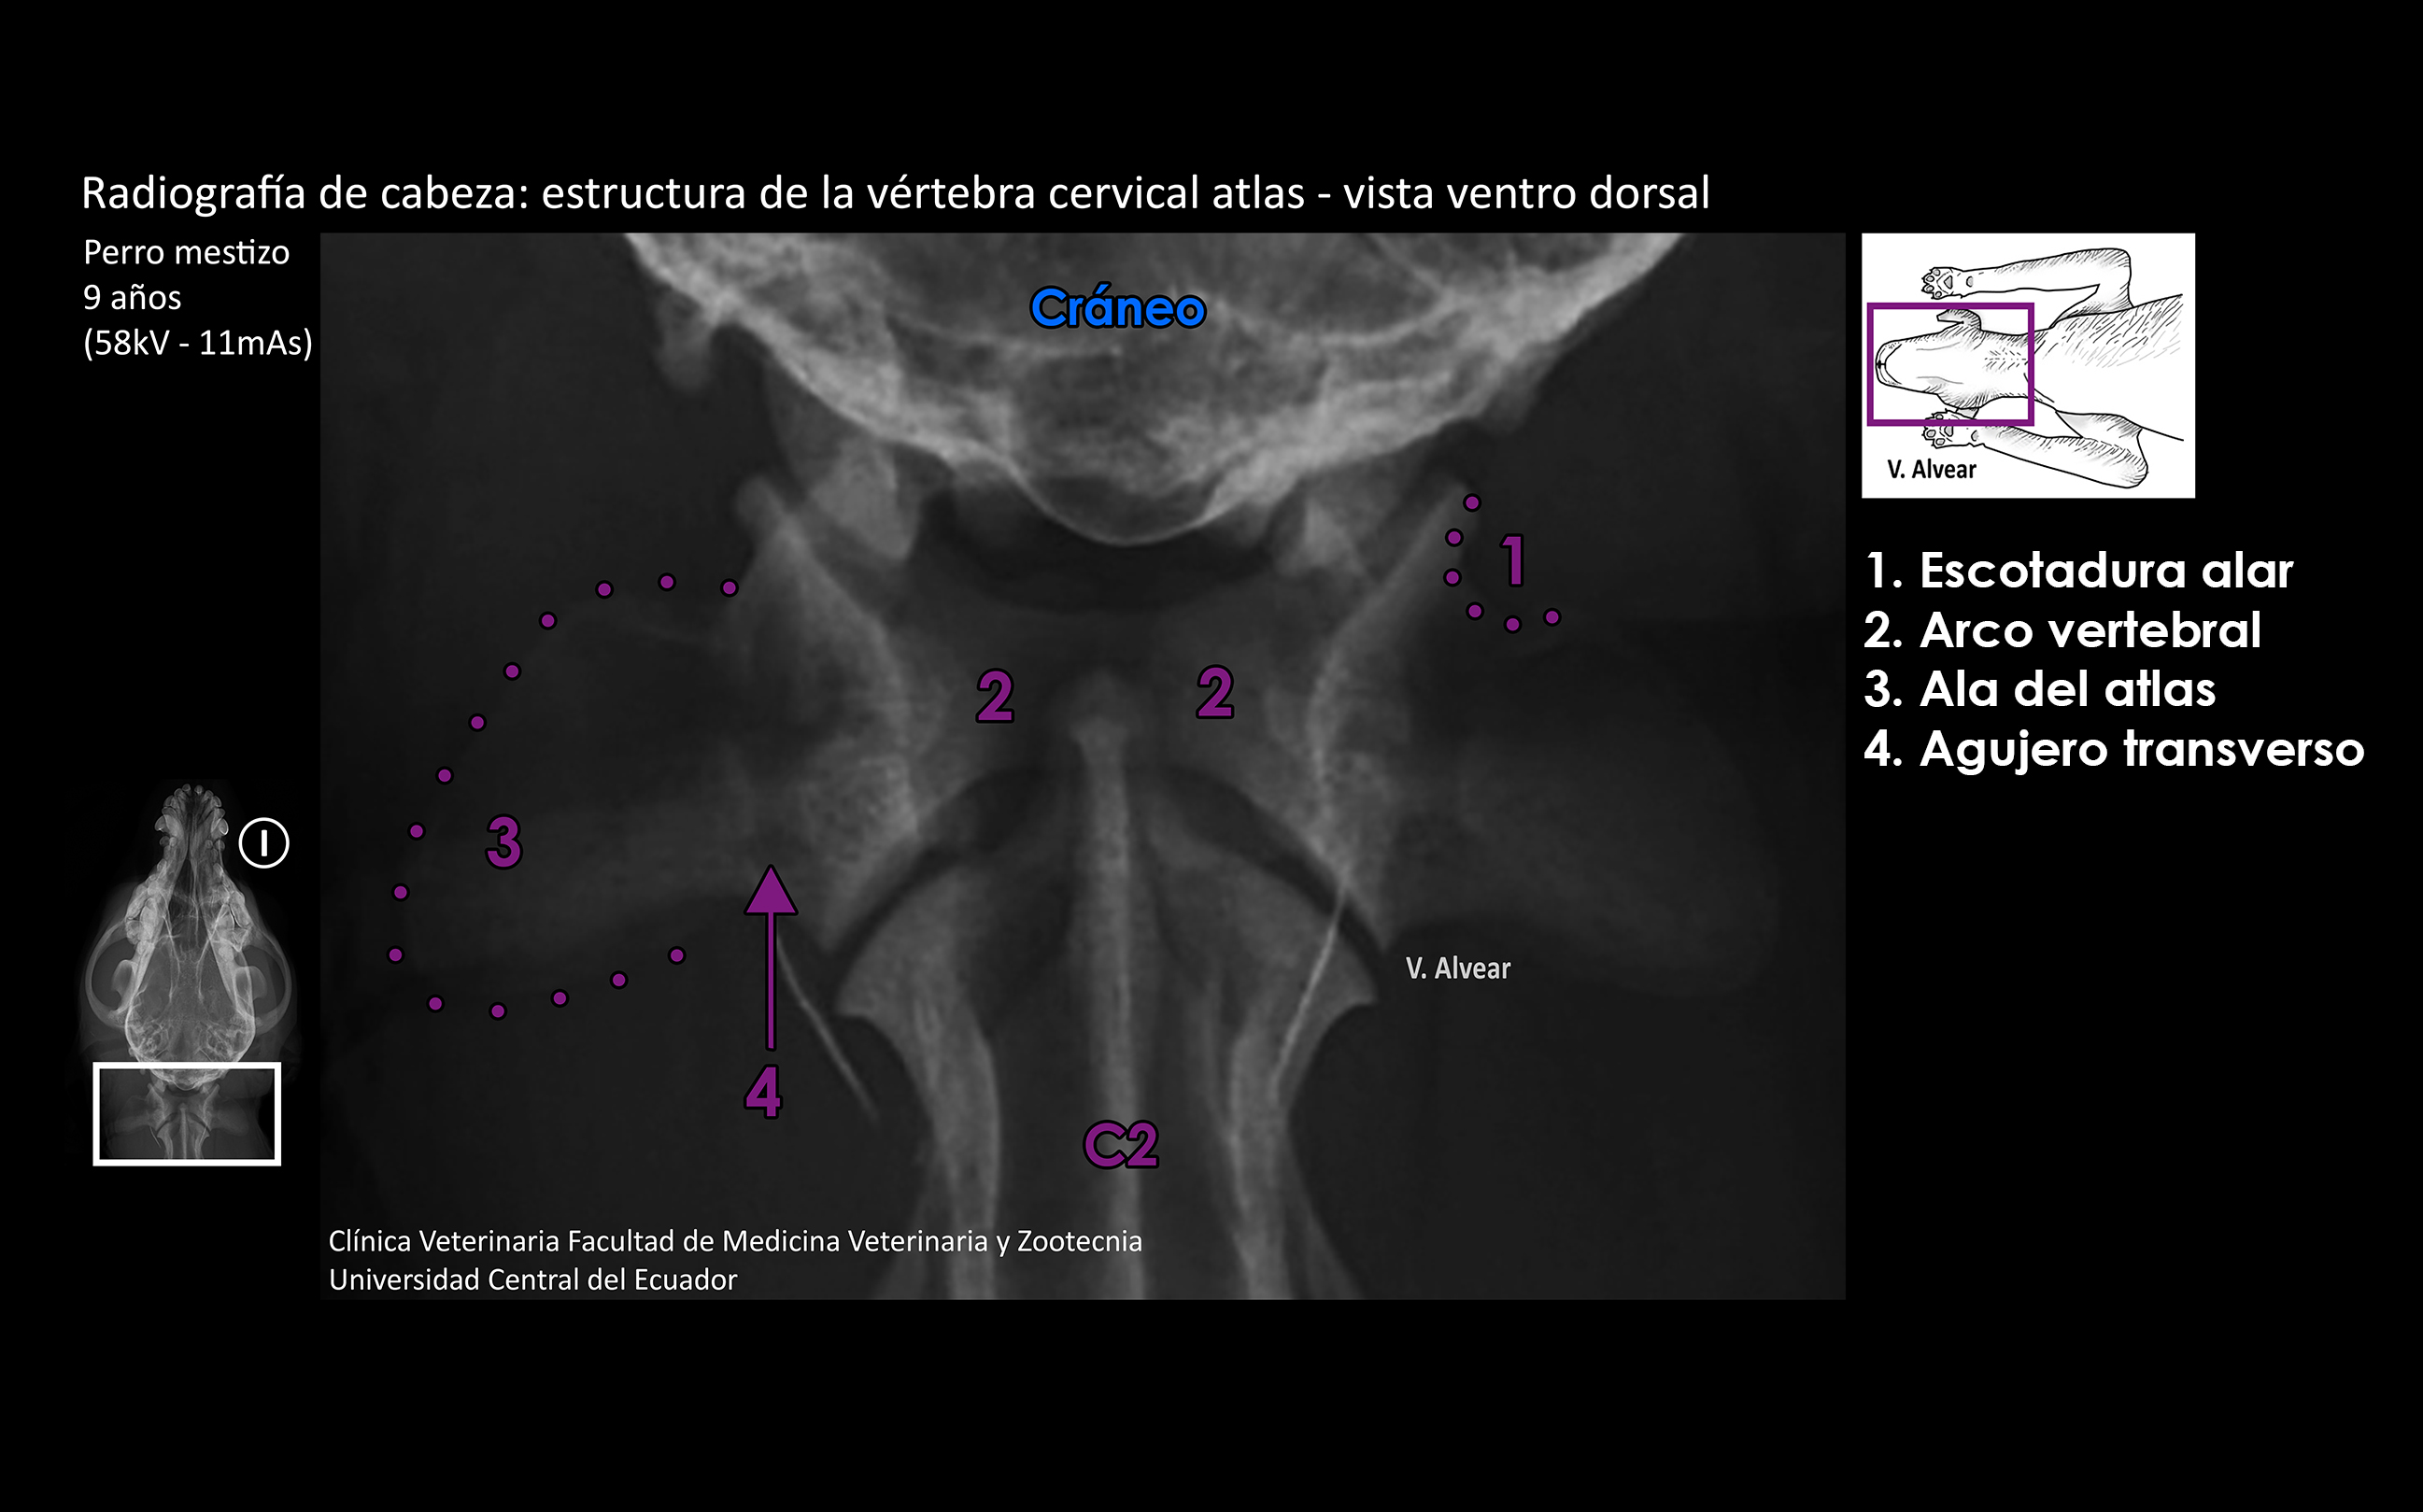 Radiografía de cabeza: estructura de la vértebra cervical atlas - vista ventro dorsal
Perro mestizo
9 años
(58kV - 11mAs)
Cráneo
1
2 2
3
4
C2
V. Alvear
Clínica Veterinaria Facultad de Medicina Veterinaria y Zootecnia
Universidad Central del Ecuador
I
V. Alvear
1. Escotadura alar
2. Arco vertebral
3. Ala del atlas
4. Agujero transverso